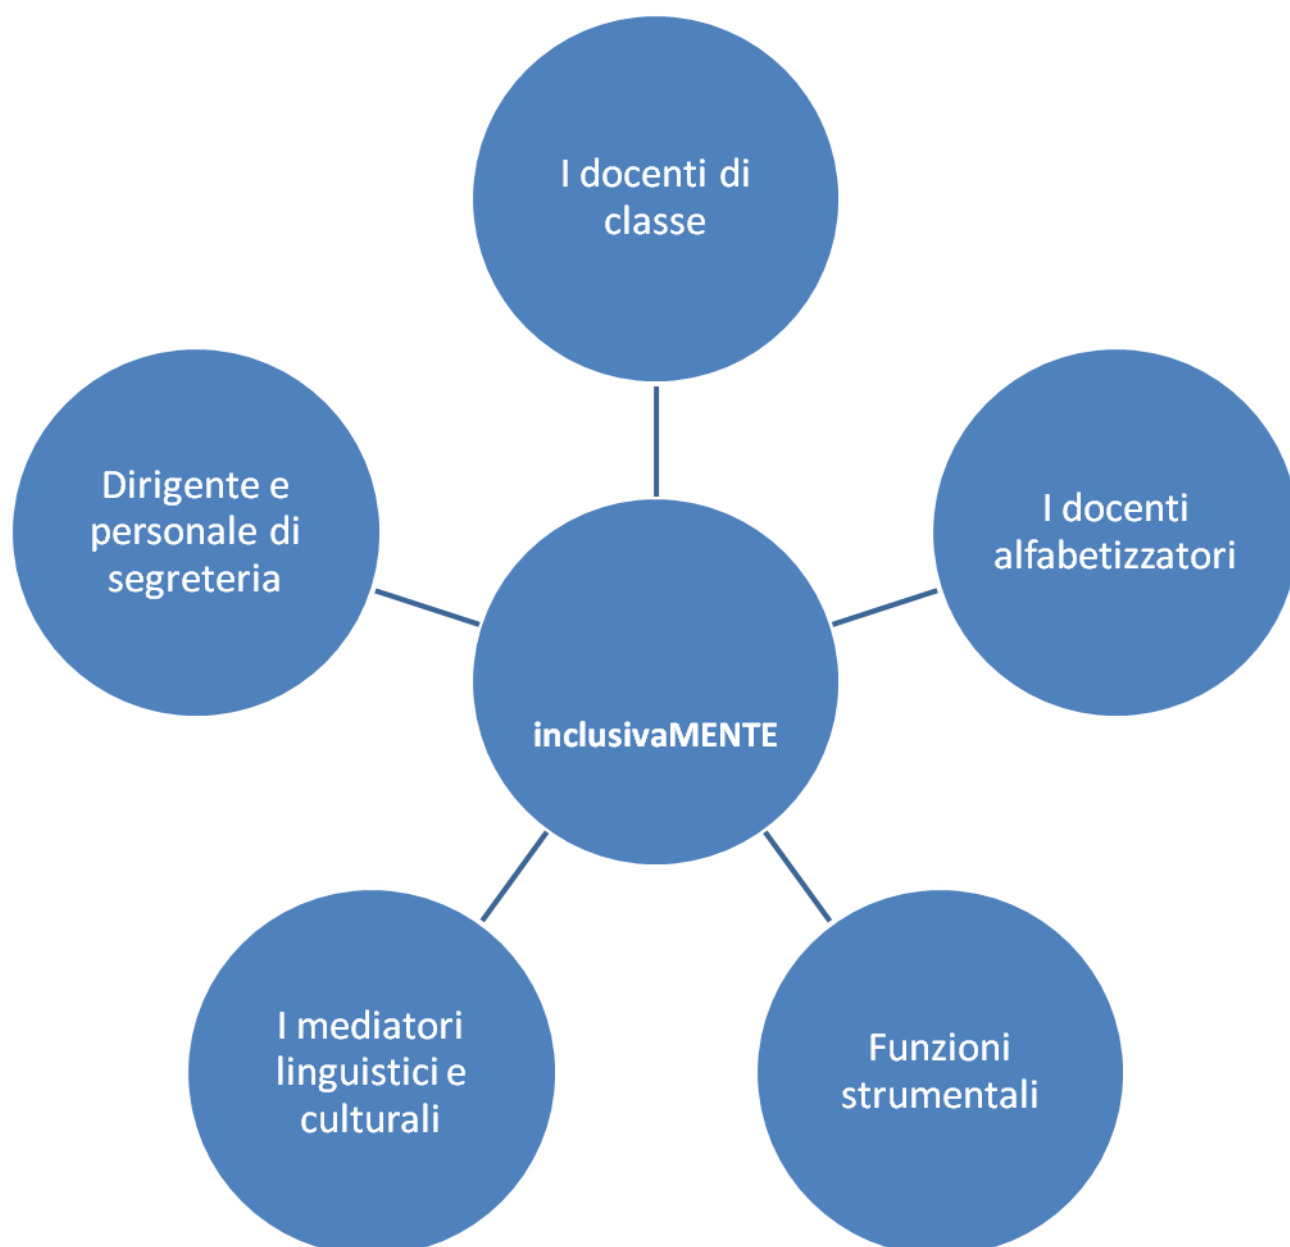 I docenti di
classe
Dirigente e
personale di
segreteria
I docenti
alfabetizzatori
inclusivaMENTE
I mediatori
linguistici e
culturali
Funzioni
strumentali